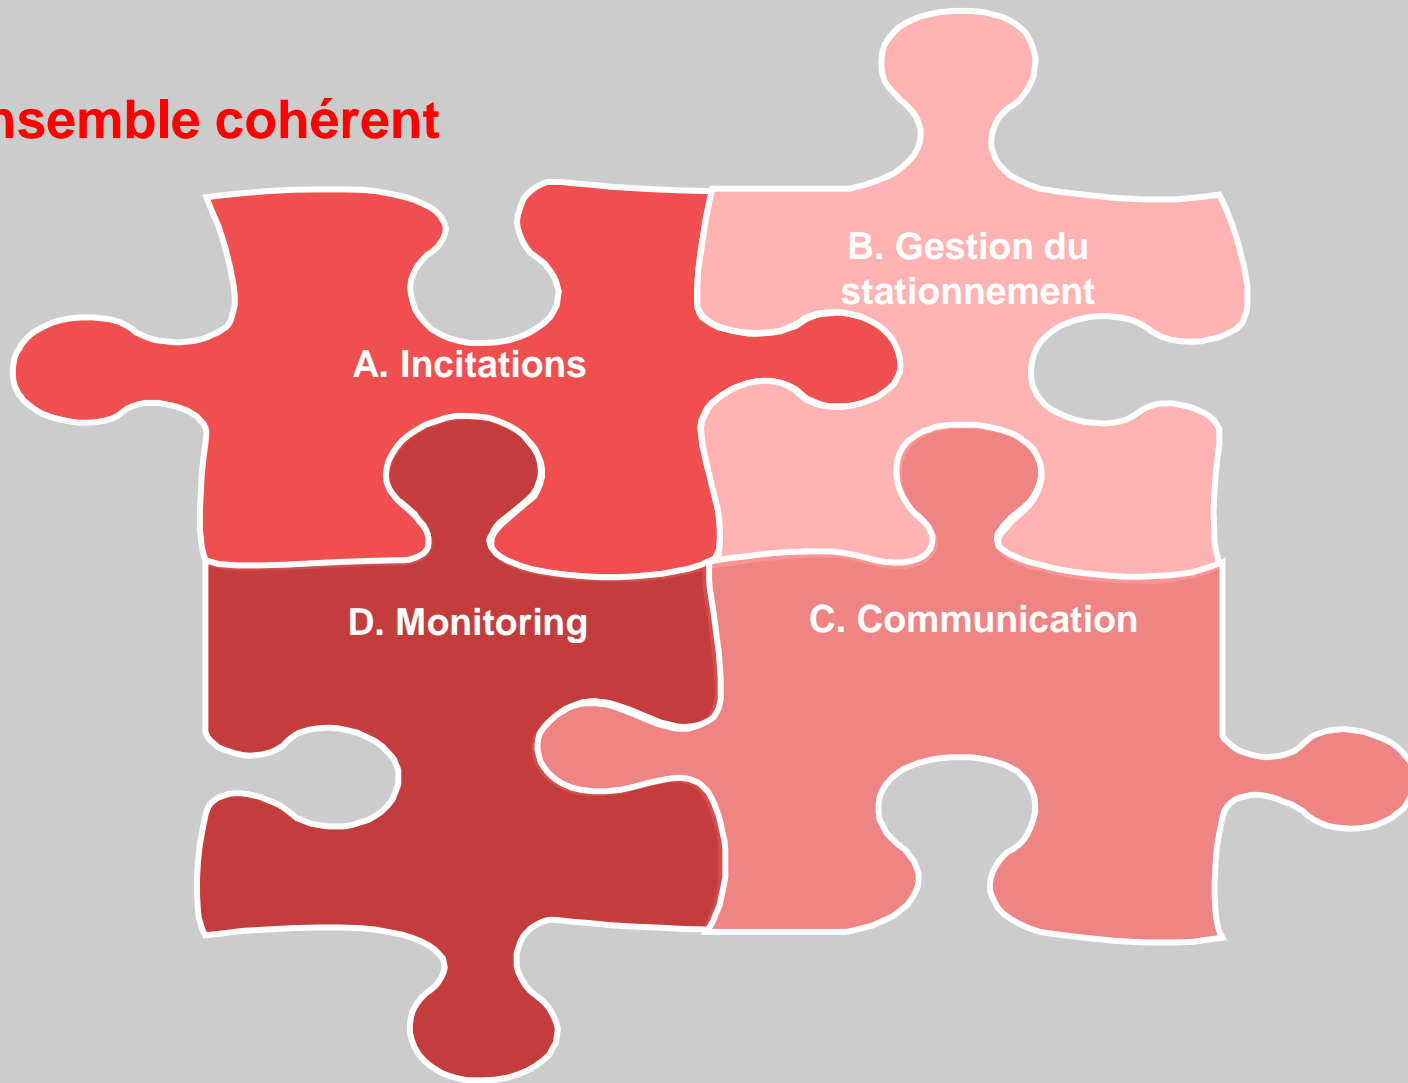 nsemble cohérent
B. Gestion du
stationnement
A. Incitations
D. Monitoring
C. Communication